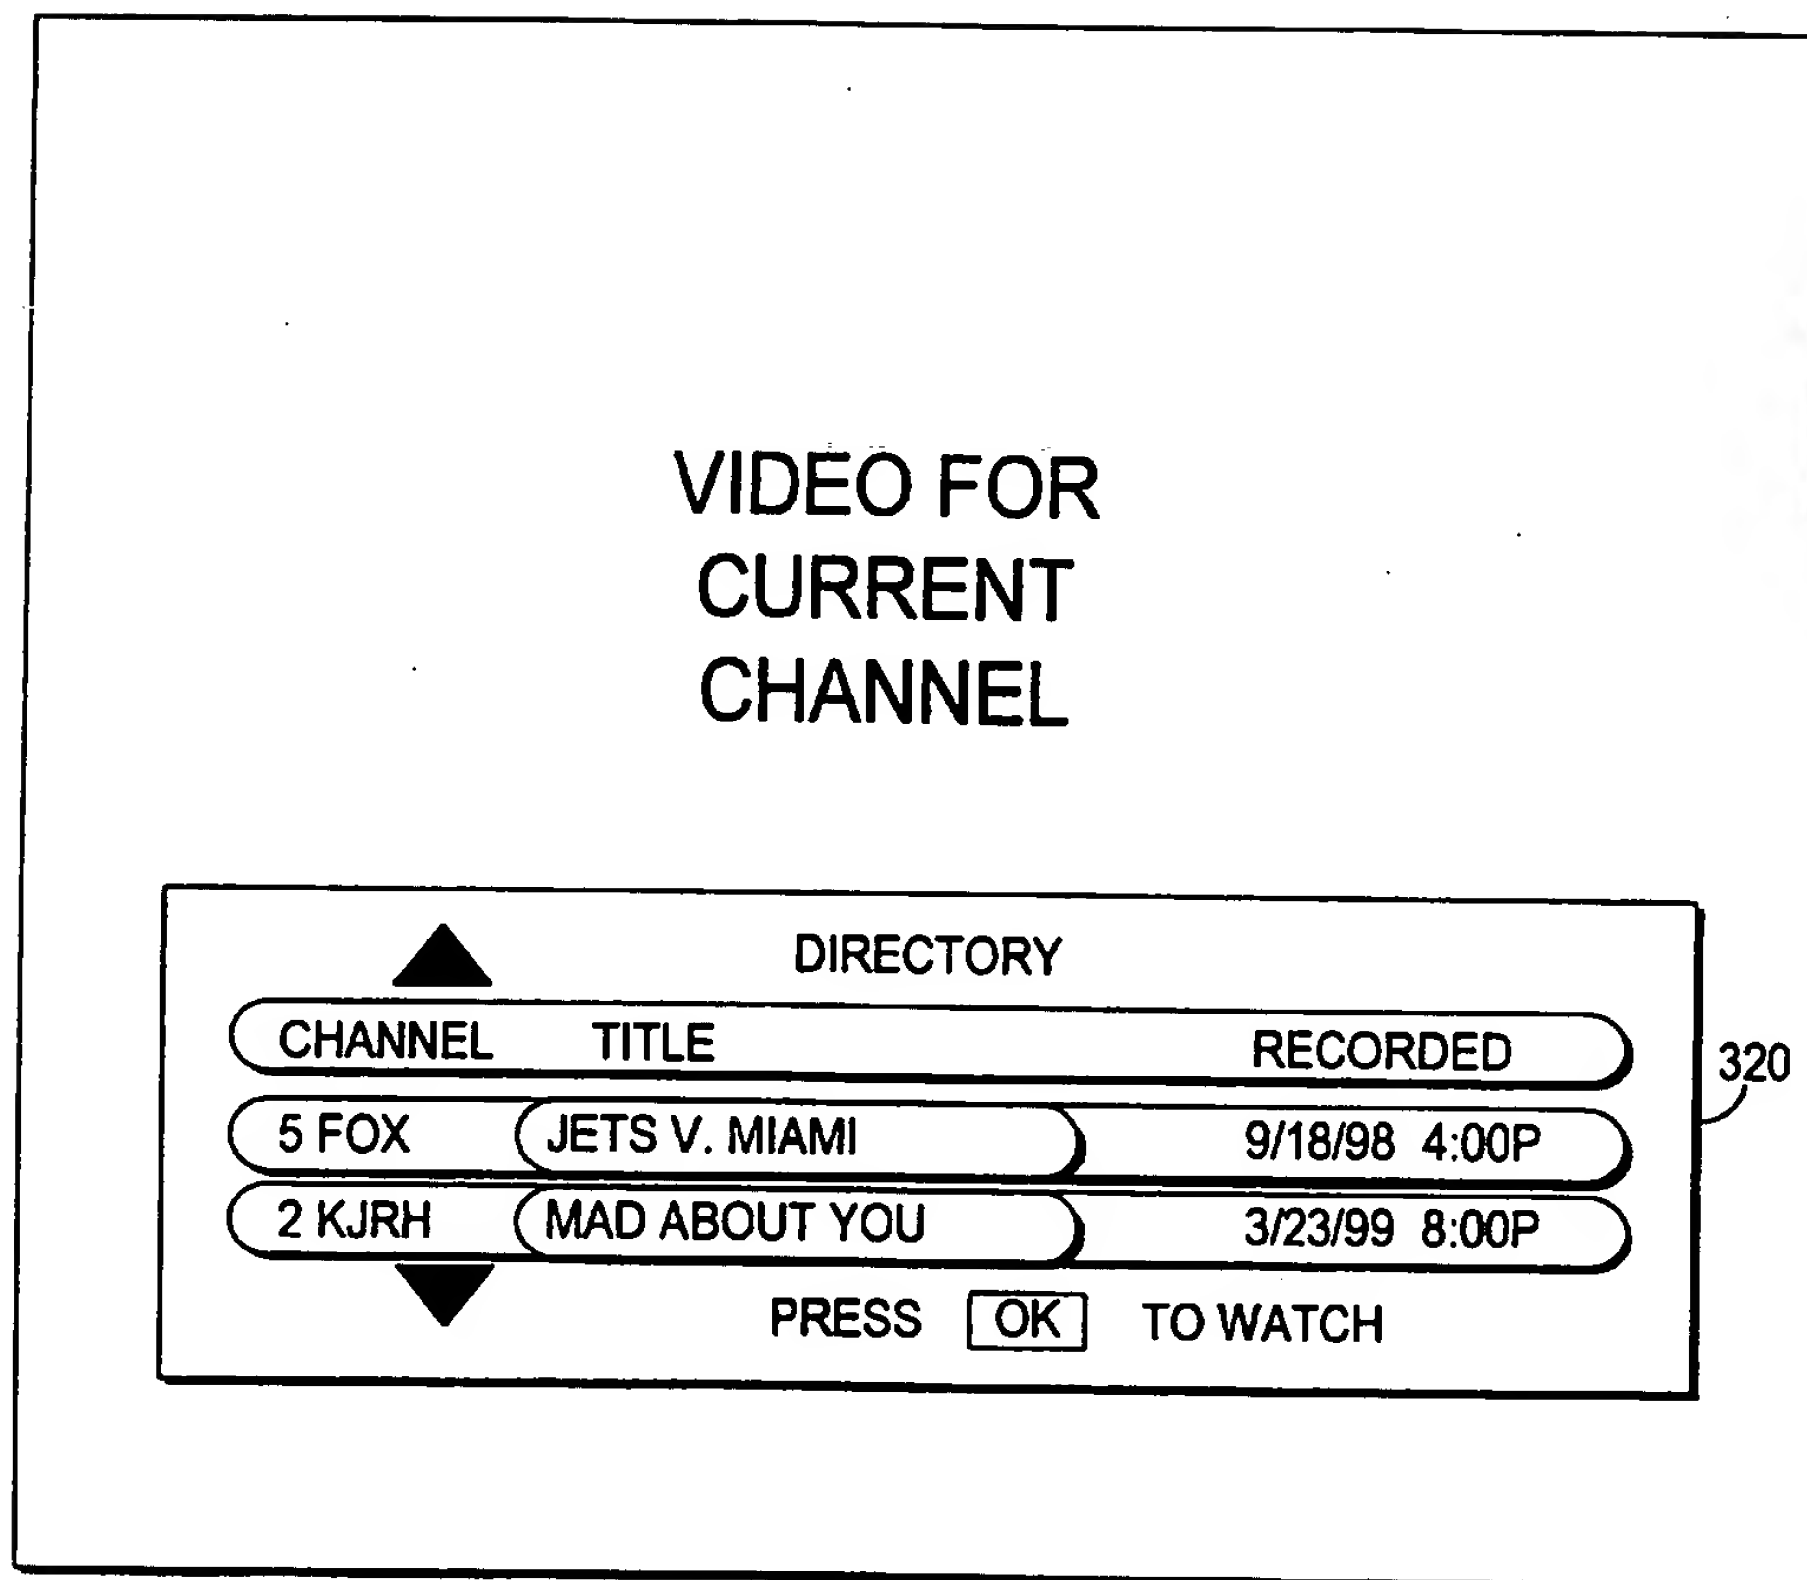 VIDEO FOR
CURRENT
CHANNEL
DIRECTORY
CHANNEL TITLE RECORDED
320
5 FOX JETS V. MIAMI 9/18/98 4:00P
2 KJRH MAD ABOUT YOU 3/23/99 8:00P
PRESS OK TO WATCH